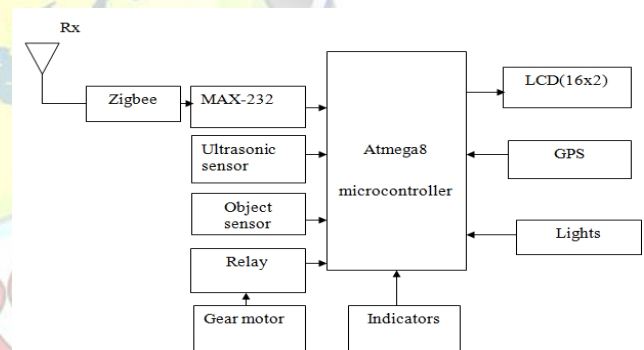 Rx
Zigbee
MAX-232
Ultrasonic
sensor
Object
sensor
Relay
Gear motor
Atmega8
microcontroller
Indicators
LCD(16x2)
GPS
Lights